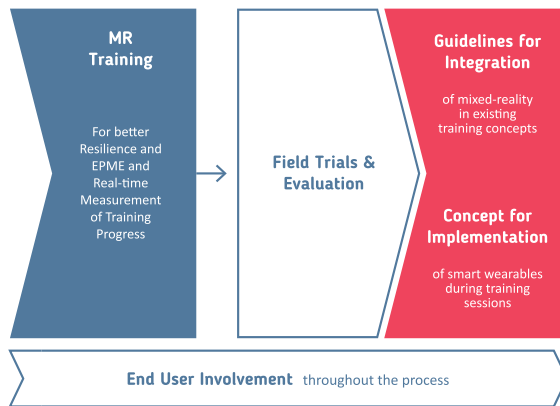 MR
Training
For better
Resilience and
EPME and
Real-time
Measurement
of Training
Progress
Field Trials &
Evaluation
Guidelines for
Integration
of mixed-reality
in existing
training concepts
Concept for
Implementation
of smart wearables
during training
sessions
End User Involvement throughout the process